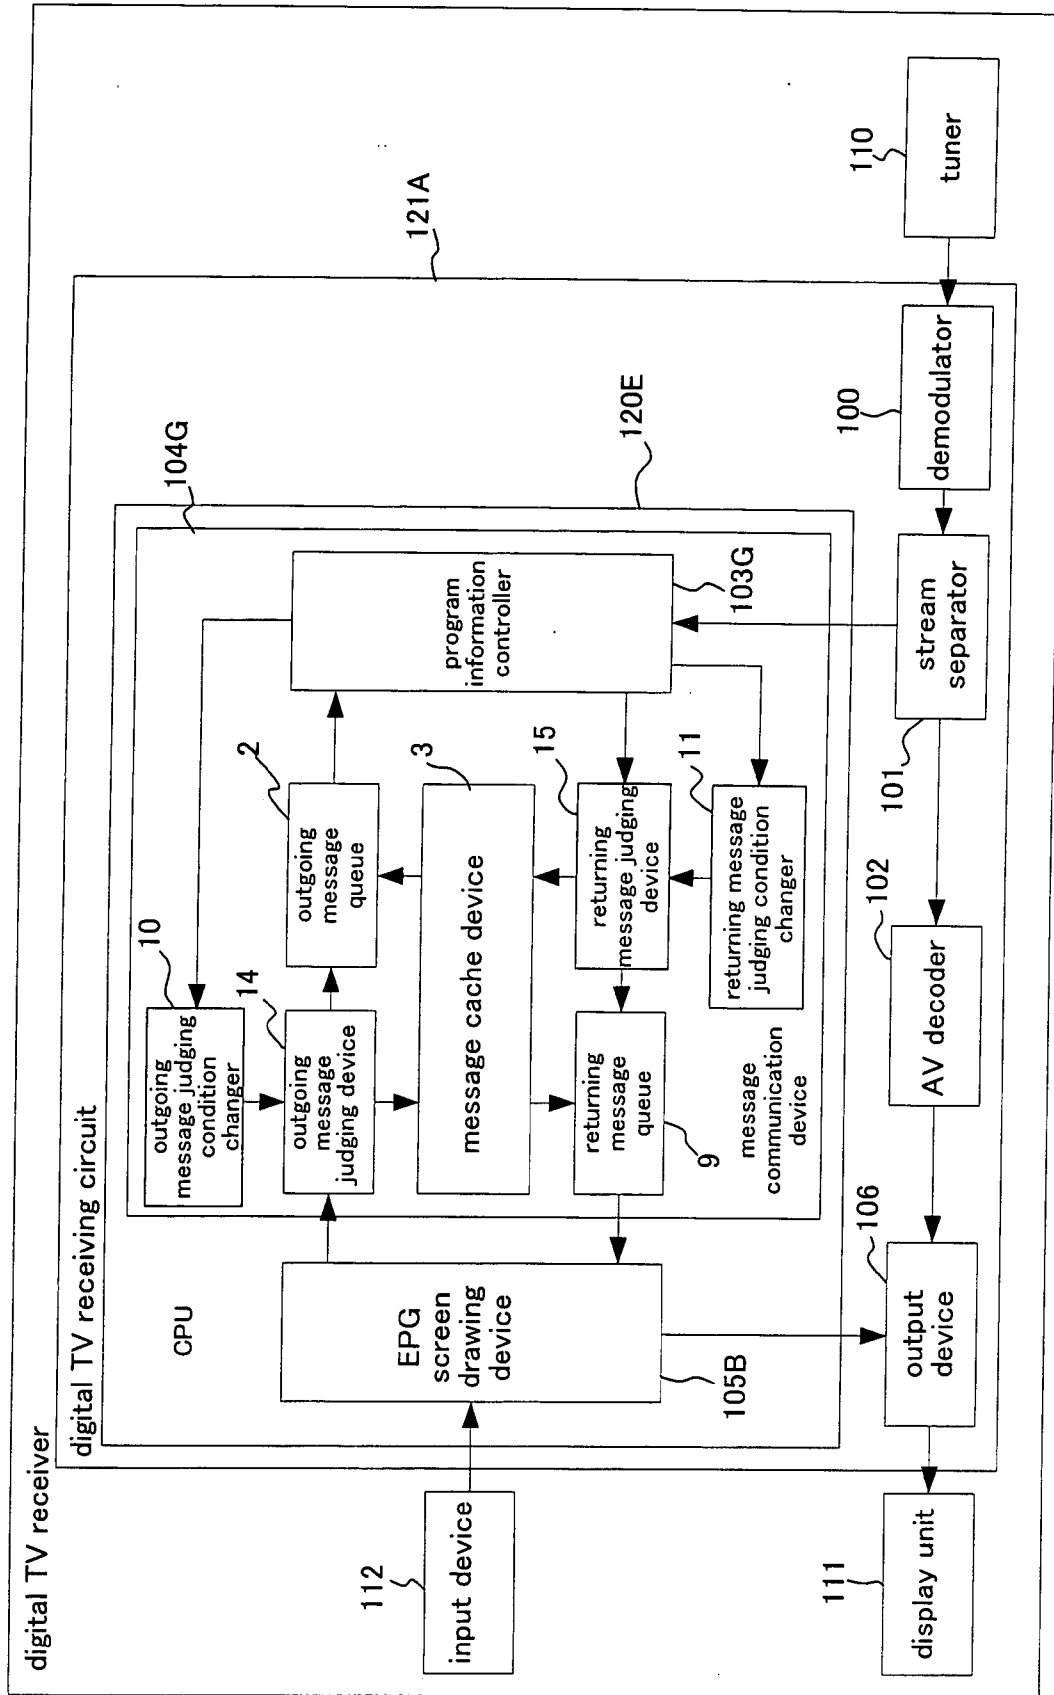 digital TV receiver
digital TV receiving circuit
121A
CPU
120E
104G
10
outgoing
message judging
condition
changer
14
outgoing
message
judging device
2
outgoing
message
queue
3
message cache device
program
information
controller
103G
15
returning
message judging
device
11
returning message
judging condition
changer
returning
message
queue
9
message
communication
device
EPG
screen
drawing
device
105B
112
input device
110
tuner
100
demodulator
stream
separator
101
102
AV decoder
106
output
device
111
display unit